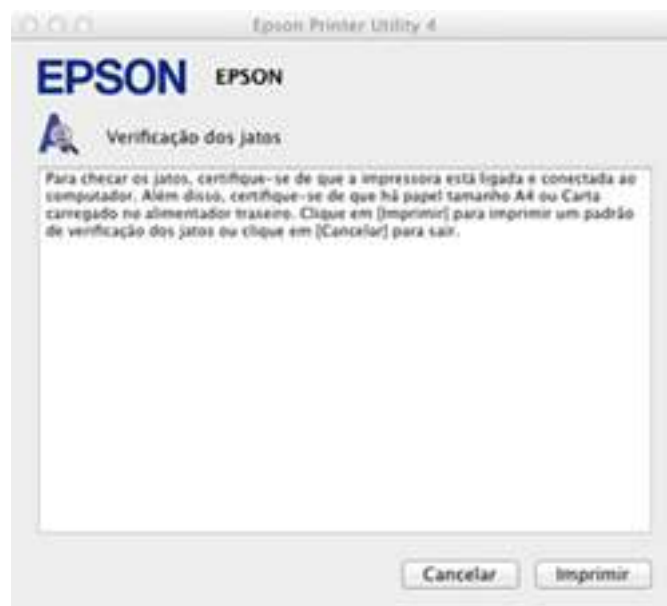 Epson Printer Utility 4
EPSON EPSON
Verificação dos jatos
Para checar os jatos, certifique-se de que a impressora está ligada e conectada ao
computador. Além disso, certifique-se de que há papel tamanho A4 ou Carta
carregado no alimentador traseiro. Clique em [Imprimir] para imprimir um padrão
de verificação dos jatos ou clique em [Cancelar] para sair.
Cancelar Imprimir